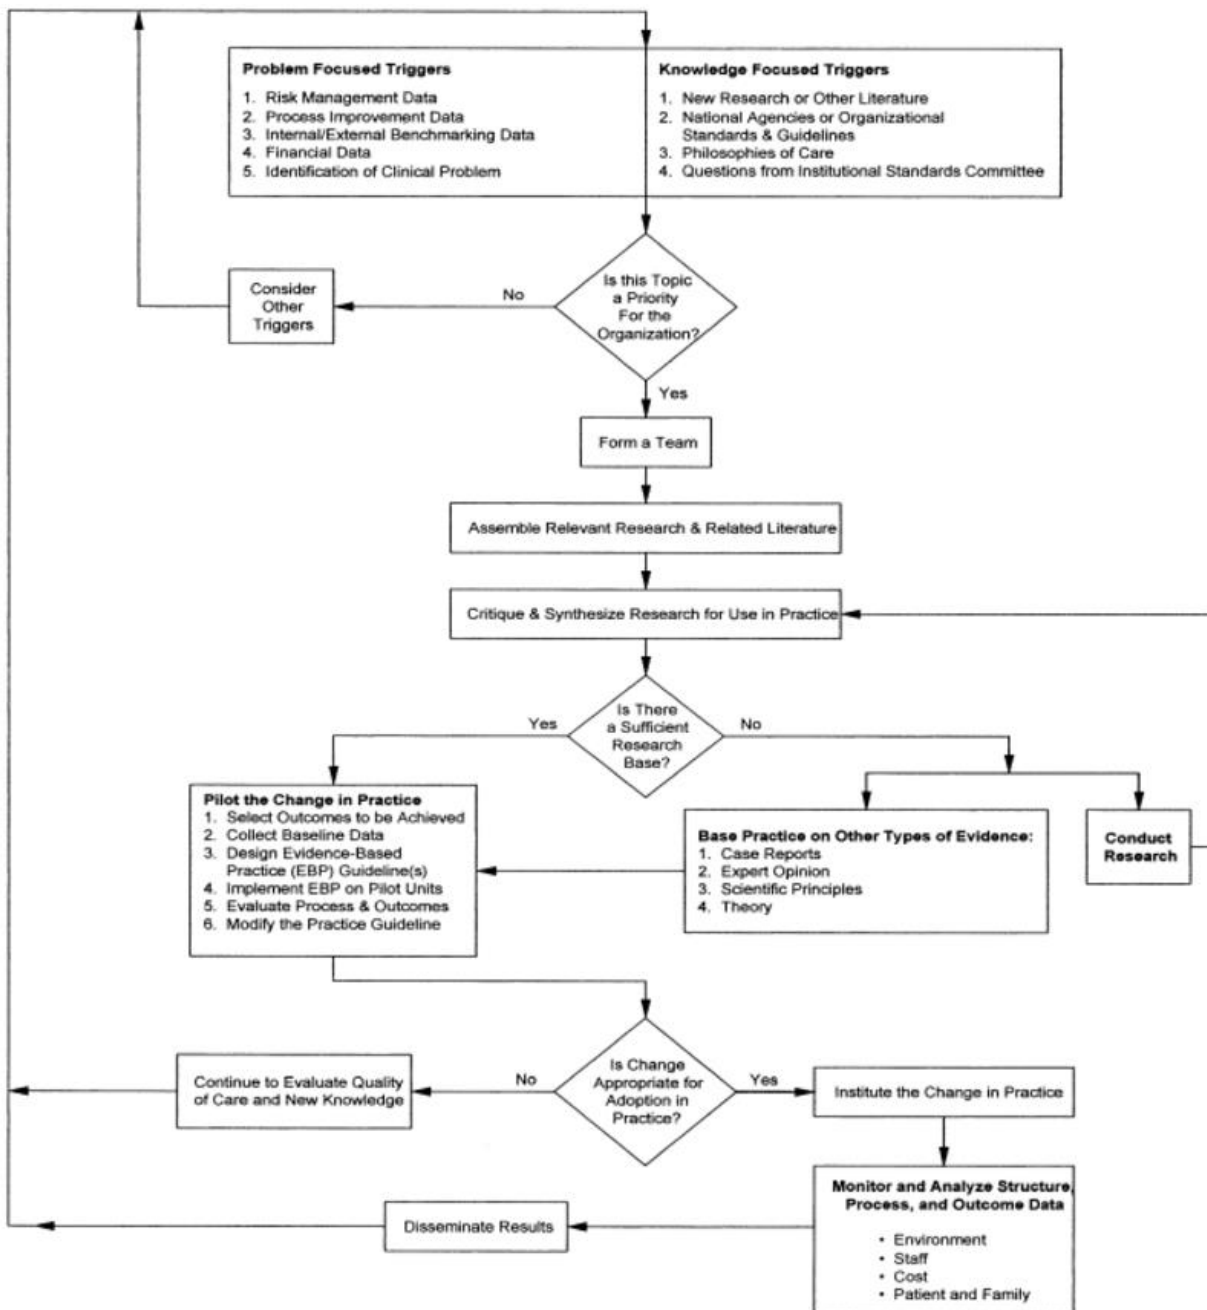 Problem Focused Triggers
1. Risk Management Data
2. Process Improvement Data
3. Internal/External Benchmarking Data
4. Financial Data
5. Identification of Clinical Problem
Knowledge Focused Triggers
1. New Research or Other Literature
2. National Agencies or Organizational
Standards & Guidelines
3. Philosophies of Care
4. Questions from Institutional Standards Committee
Consider
Other
Triggers
No
Is this Topic
a Priority
For the
Organization?
Yes
Form a Team
Assemble Relevant Research & Related Literature
Critique & Synthesize Research for Use in Practice
Yes
Is There
a Sufficient
Research
Base?
No
Pilot the Change in Practice
1. Select Outcomes to be Achieved
2. Collect Baseline Data
3. Design Evidence-Based
Practice (EBP) Guideline(s)
4. Implement EBP on Pilot Units
5. Evaluate Process & Outcomes
6. Modify the Practice Guideline
Base Practice on Other Types of Evidence:
1. Case Reports
2. Expert Opinion
3. Scientific Principles
4. Theory
Conduct
Research
Continue to Evaluate Quality
of Care and New Knowledge
No
Is Change
Appropriate for
Adoption in
Practice?
Yes
Institute the Change in Practice
Monitor and Analyze Structure,
Process, and Outcome Data
• Environment
• Staff
• Cost
• Patient and Family
Disseminate Results